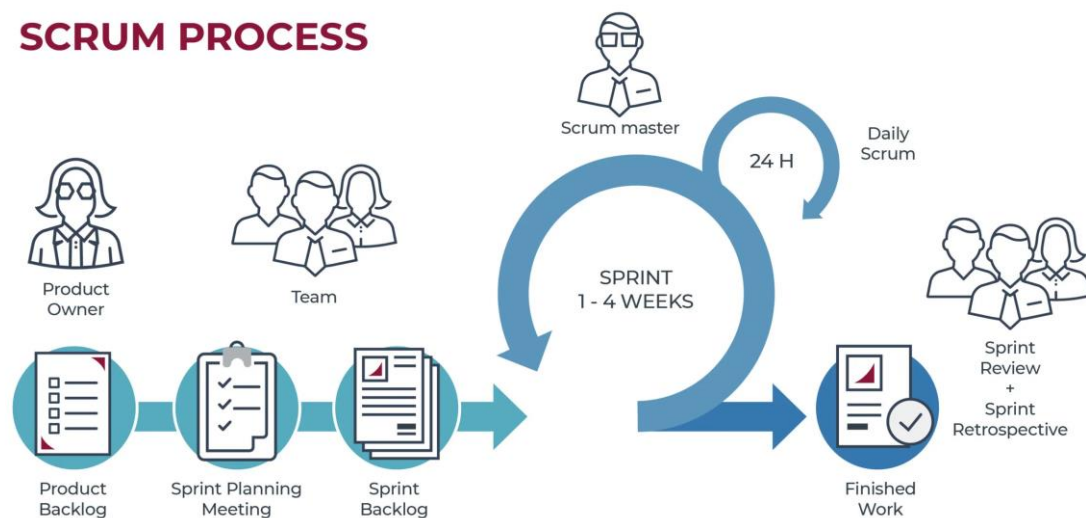 SCRUM PROCESS
Scrum master
24 H
Daily
Scrum
Product
Owner
Team
SPRINT
1 - 4 WEEKS
Sprint
Review
+
Sprint
Retrospective
Product
Backlog
Sprint Planning
Meeting
Sprint
Backlog
Finished
Work